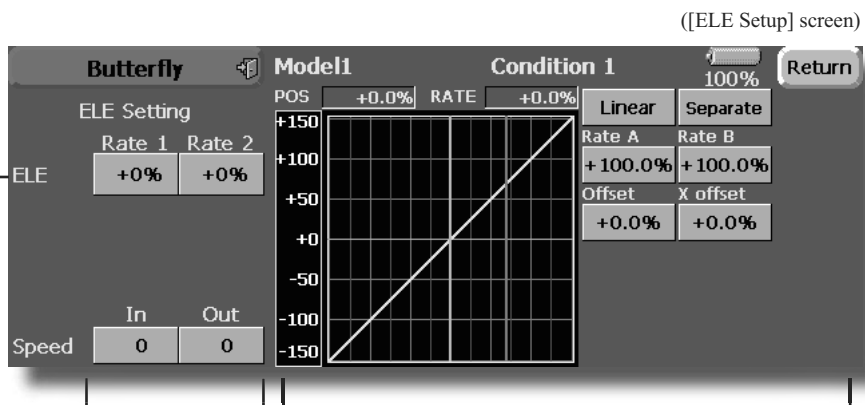 ([ELE Setup] screen)
Butterfly
Model1 Condition 1 100% Return
POS +0.0% RATE +0.0% Linear Separate
ELE Setting
Rate 1 Rate 2
ELE +0% +0%
+150
+100
+50
+0
-50
-100
-150
Rate A Rate B
+100.0% +100.0%
Offset X offset
+0.0% +0.0%
In Out
Speed 0 0